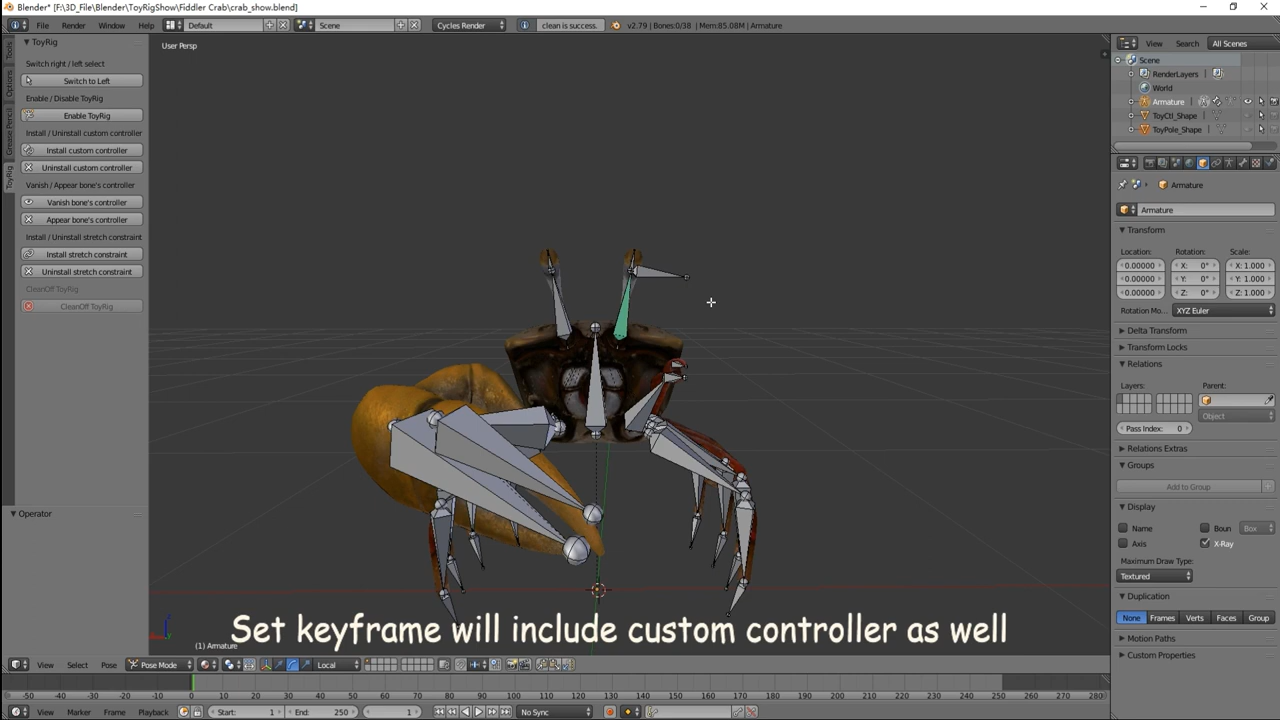 Blender* [F:\3D_File\Blender\ToyRigShow\Fiddler Crab\crab_show.blend]
File Render Window Help Default Scene Cycles Render clean is success. v2.79 | Bones:0/38 | Mem:85.08M | Armature
View Search All Scenes
ToyRig
User Persp
Scene
Switch right / left select
RenderLayers
Switch to Left
World
Enable / Disable ToyRig
Armature
Enable ToyRig
ToyCtl_Shape
Install / Uninstall custom controller
ToyPole_Shape
Install custom controller
Uninstall custom controller
Vanish / Appear bone's controller
Armature
Vanish bone's controller
Armature
Appear bone's controller
Transform
Install / Uninstall stretch constraint
Location: Rotation: Scale:
Install stretch constraint
0.00000 X: 0° X: 1.000
Uninstall stretch constraint
0.00000 Y: 0° Y: 1.000
CleanOff ToyRig
0.00000 Z: 0° Z: 1.000
CleanOff ToyRig
Rotation Mo... XYZ Euler
Delta Transform
Transform Locks
Relations
Layers: Parent:
Object
Pass Index: 0
Relations Extras
Groups
Add to Group
Display
Operator
Name Boun Box
Axis X-Ray
Maximum Draw Type:
Textured
Duplication
None Frames Verts Faces Group
Motion Paths
Custom Properties
Set keyframe will include custom controller as well
(1) Armature
View Select Pose Pose Mode Local
-50 -40 -30 -20 -10 0 10 20 30 40 50 60 70 80 90 100 110 120 130 140 150 160 170 180 190 200 210 220 230 240 250 260 270 280
View Marker Frame Playback Start: 1 End: 250 1 No Sync
Tools
Options
Grease Pencil
ToyRig